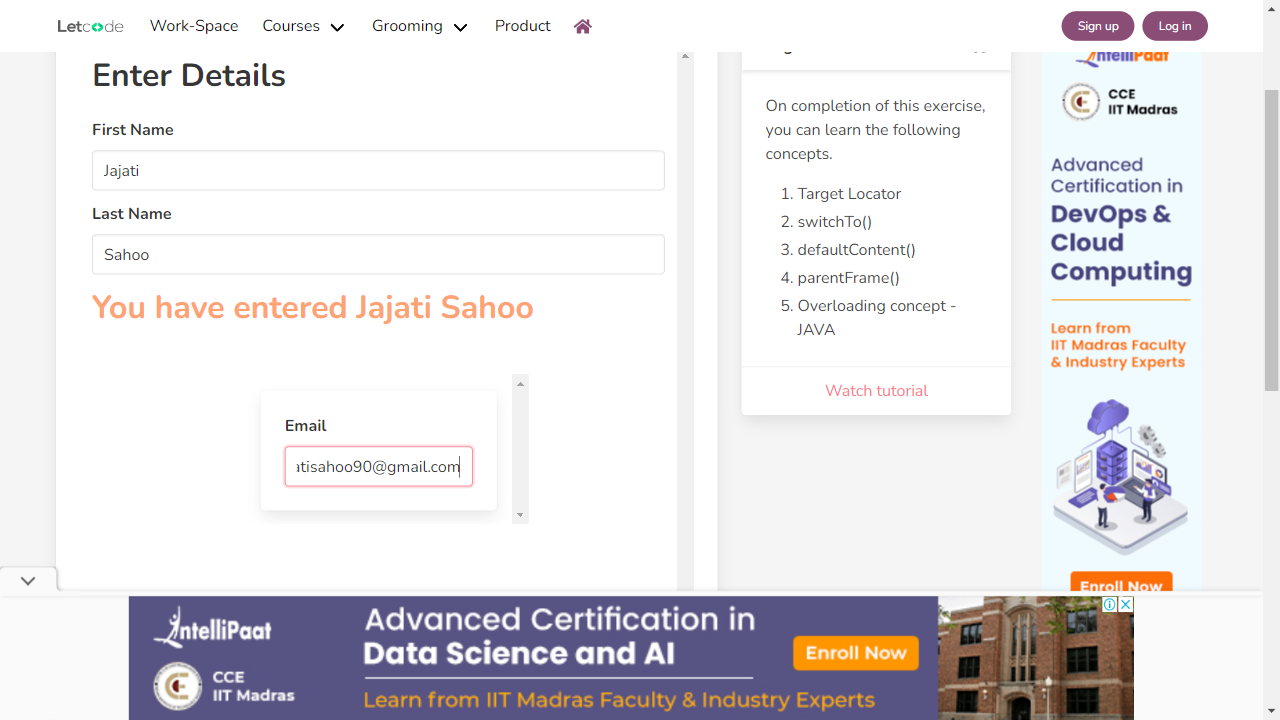 Letcode Work-Space Courses Grooming Product Sign up Log in
Enter Details
First Name
Jajati
Last Name
Sahoo
You have entered Jajati Sahoo
Email
atisahoo90@gmail.com
On completion of this exercise,
you can learn the following
concepts.
1. Target Locator
2. switchTo()
3. defaultContent()
4. parentFrame()
5. Overloading concept -
JAVA
Watch tutorial
IntelliPaat
CCE
IIT Madras
Advanced
Certification in
DevOps &
Cloud
Computing
Learn from
IIT Madras Faculty
& Industry Experts
Enroll Now
IntelliPaat
CCE
IIT Madras
Advanced Certification in
Data Science and AI
Learn from IIT Madras Faculty & Industry Experts
Enroll Now